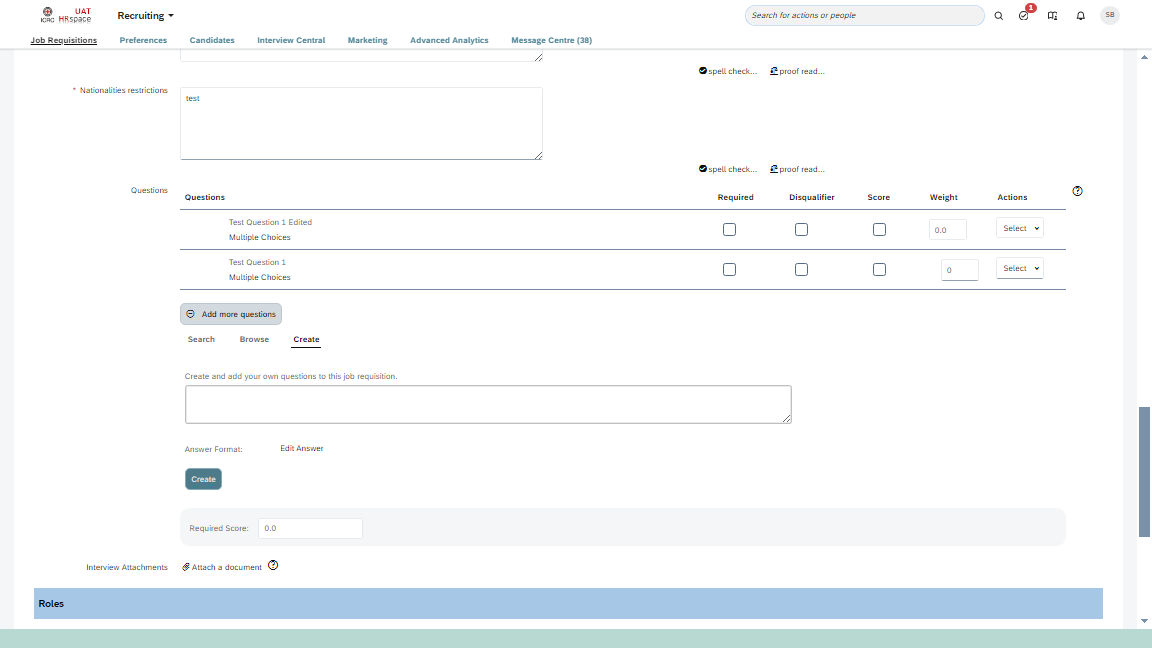 ICRC UAT HRspace Recruiting Search for actions or people 1 SB
Job Requisitions Preferences Candidates Interview Central Marketing Advanced Analytics Message Centre (38)
spell check... proof read...
* Nationalities restrictions test
spell check... proof read...
Questions
Questions Required Disqualifier Score Weight Actions
Test Question 1 Edited
Multiple Choices
0.0 Select
Test Question 1
Multiple Choices
0 Select
Add more questions
Search Browse Create
Create and add your own questions to this job requisition.
Answer Format: Edit Answer
Create
Required Score: 0.0
Interview Attachments Attach a document
Roles